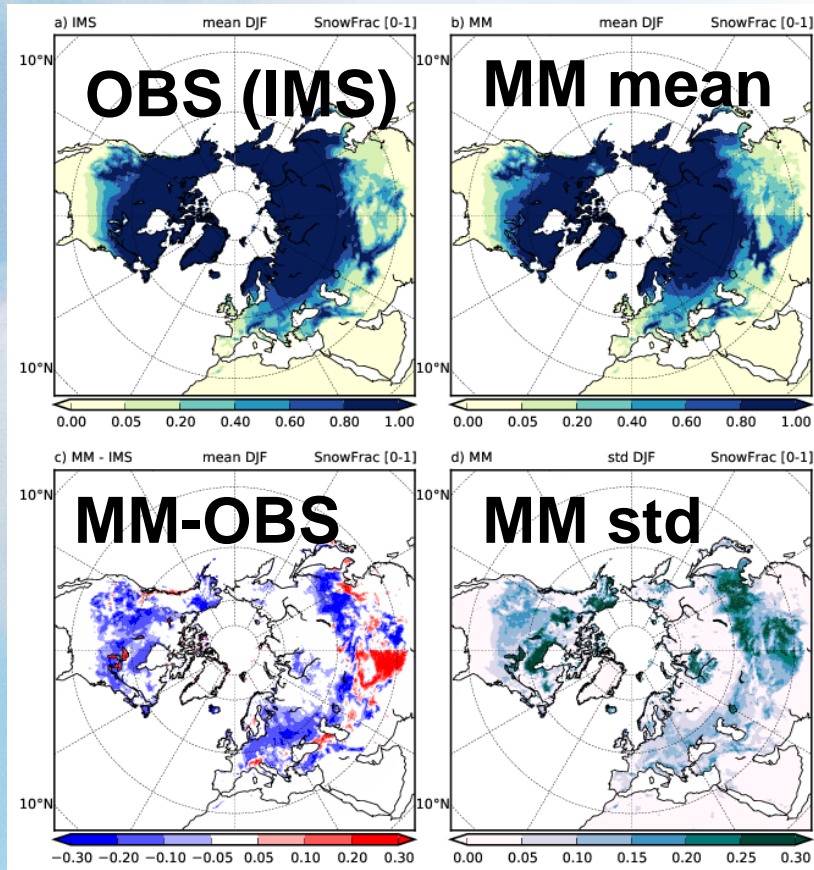 a) IMS mean DJF SnowFrac [0-1]
OBS (IMS)
10°N
10°N
0.00 0.05 0.20 0.40 0.60 0.80 1.00
b) MM mean DJF SnowFrac [0-1]
MM mean
10°N
10°N
0.00 0.05 0.20 0.40 0.60 0.80 1.00
c) MM - IMS mean DJF SnowFrac [0-1]
MM-OBS
10°N
10°N
−0.30 −0.20 −0.10 −0.05 0.05 0.10 0.20 0.30
d) MM std DJF SnowFrac [0-1]
MM std
10°N
10°N
0.00 0.05 0.10 0.15 0.20 0.25 0.30